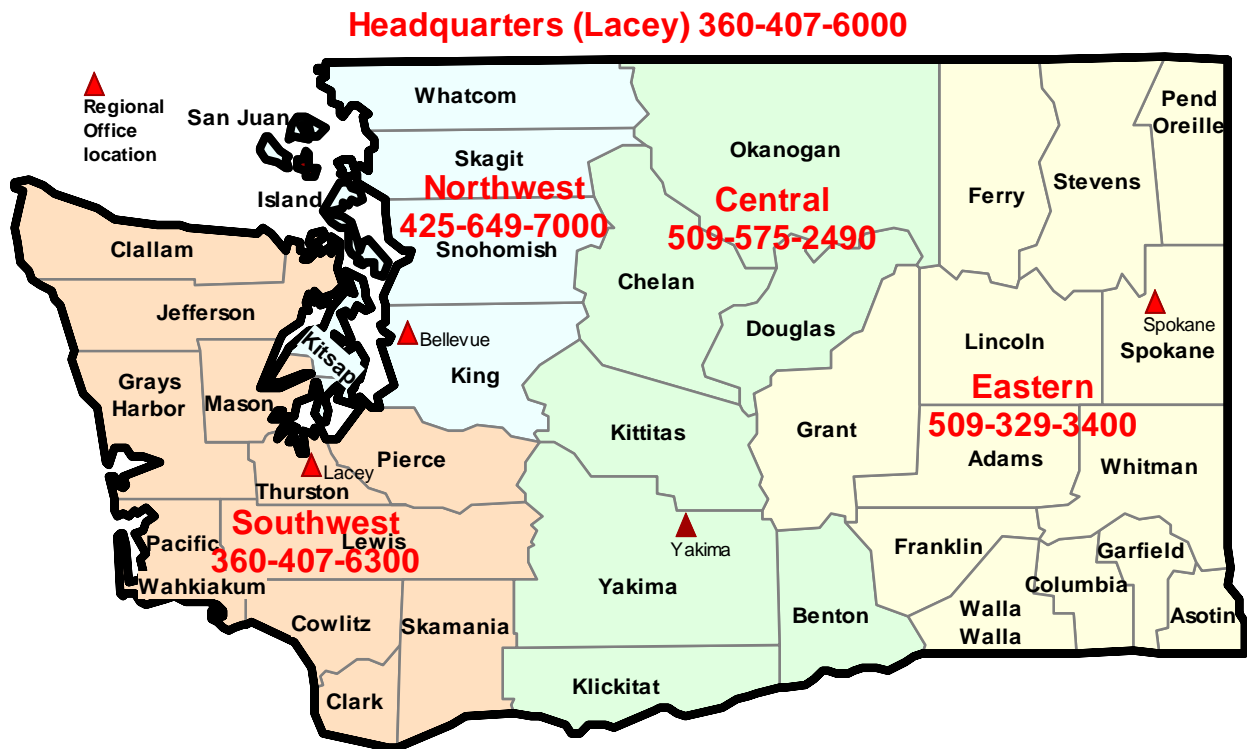 Headquarters (Lacey) 360-407-6000
Regional
Office
location
San Juan
Island
Whatcom
Skagit
Northwest
425-649-7000
Snohomish
Bellevue
King
Kitsap
Okanogan
Central
509-575-2490
Chelan
Douglas
Kittitas
Yakima
Yakima
Benton
Klickitat
Pend
Oreille
Stevens
Ferry
Lincoln
Spokane
Spokane
Eastern
509-329-3400
Grant
Adams
Whitman
Franklin
Garfield
Columbia
Walla
Walla
Asotin
Clallam
Jefferson
Grays
Harbor
Mason
Pierce
Lacey
Thurston
Southwest
Lewis
360-407-6300
Pacific
Wahkiakum
Cowlitz
Skamania
Clark